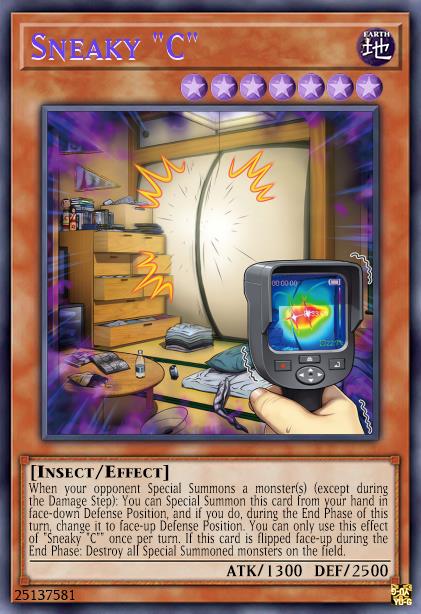 Sneaky "C"
EARTH
地
00:00:00
[Insect/Effect]
When your opponent Special Summons a monster(s) (except during
the Damage Step): You can Special Summon this card from your hand in
face-down Defense Position, and if you do, during the End Phase of this
turn, change it to face-up Defense Position. You can only use this effect
of "Sneaky "C"" once per turn. If this card is flipped face-up during the
End Phase: Destroy all Special Summoned monsters on the field.
ATK/1300 DEF/2500
25137581